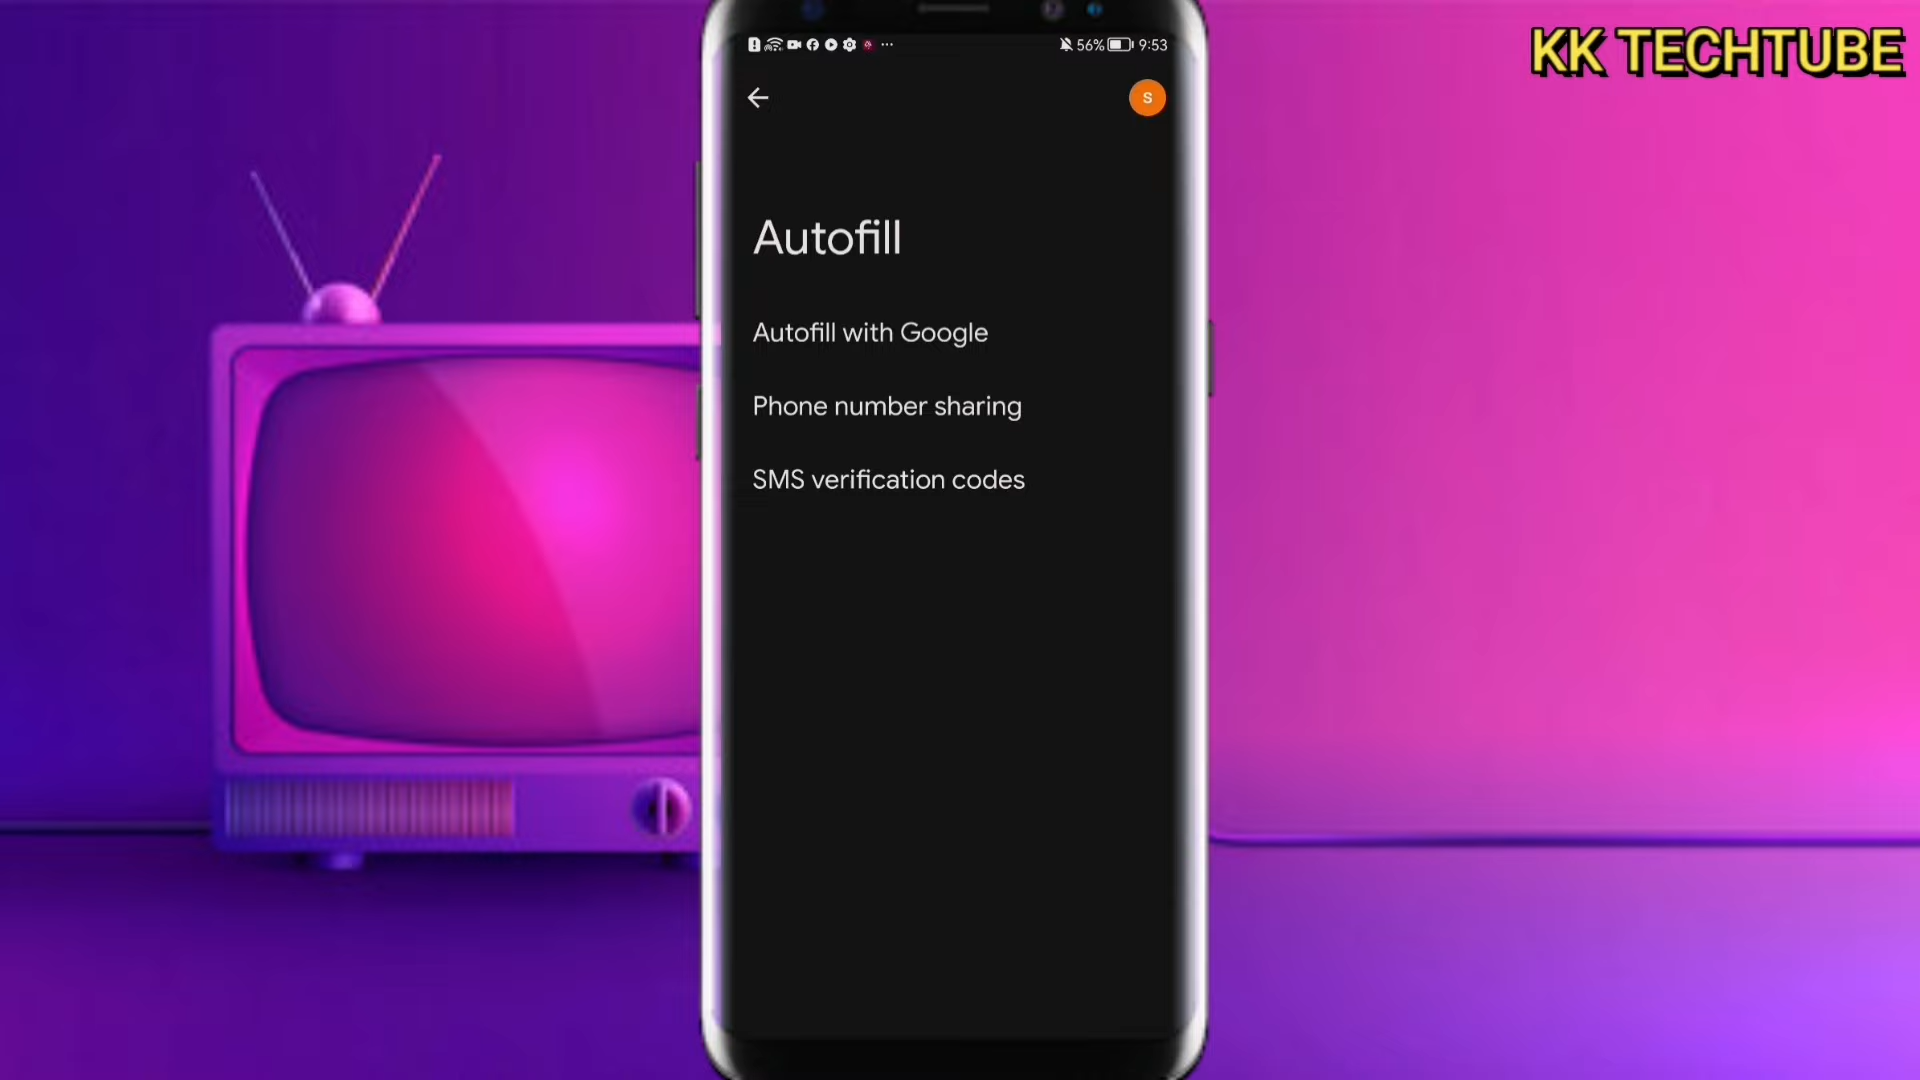 KK TECHTUBE
56% 9:53
S
Autofill
Autofill with Google
Phone number sharing
SMS verification codes